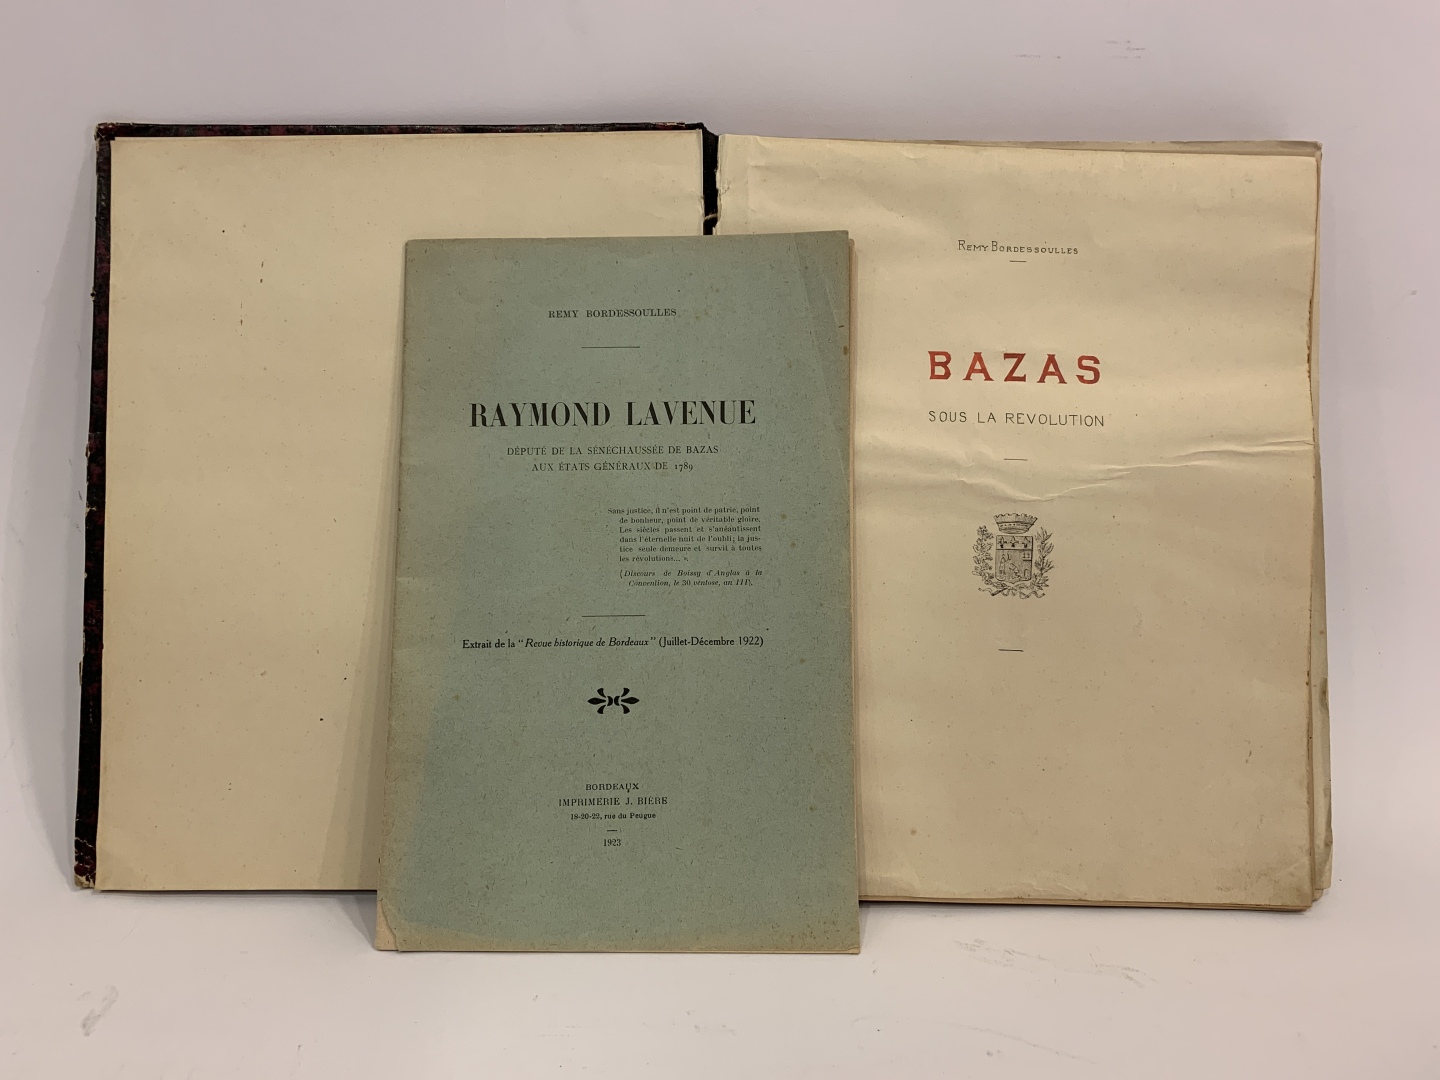 REMY BORDESSOULLES
RAYMOND LAVENUE
DÉPUTÉ DE LA SÉNÉCHAUSSÉE DE BAZAS
AUX ÉTATS GÉNÉRAUX DE 1789
Sans justice, il n'est point de patrie, point
de bonheur, point de véritable gloire.
Les siècles passent et s'anéantissent
dans l'éternelle nuit de l'oubli; la jus-
tice seule demeure et survit à toutes
les révolutions... ».
(Discours de Boissy d'Anglas à la
Convention, le 30 ventose, an III).
Extrait de la "Revue historique de Bordeaux" (Juillet-Décembre 1922)
BORDEAUX
IMPRIMERIE J. BIÈRE
18-20-22, rue du Peugue
1923
REMY BORDESSOULLES
BAZAS
SOUS LA REVOLUTION